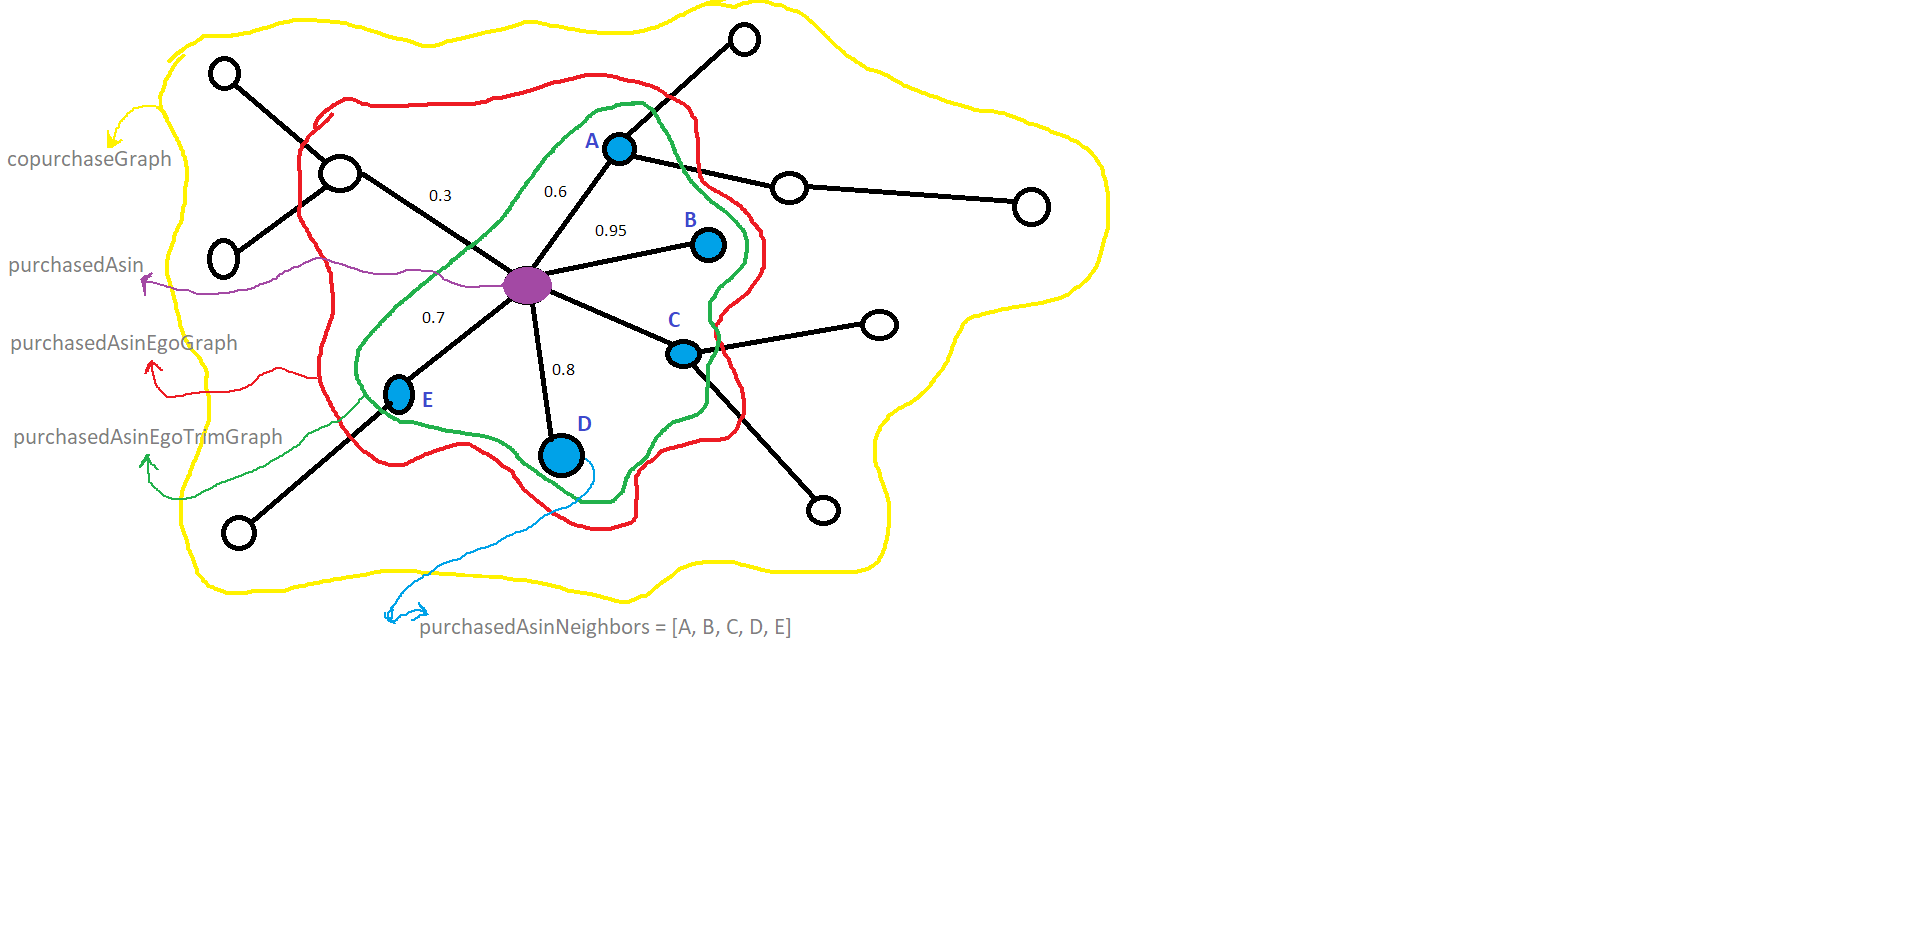 A
0.6
copurchaseGraph
0.3
B
0.95
purchasedAsin
0.7
C
purchasedAsinEgoGraph
0.8
E
D
purchasedAsinEgoTrimGraph
purchasedAsinNeighbors = [A, B, C, D, E]